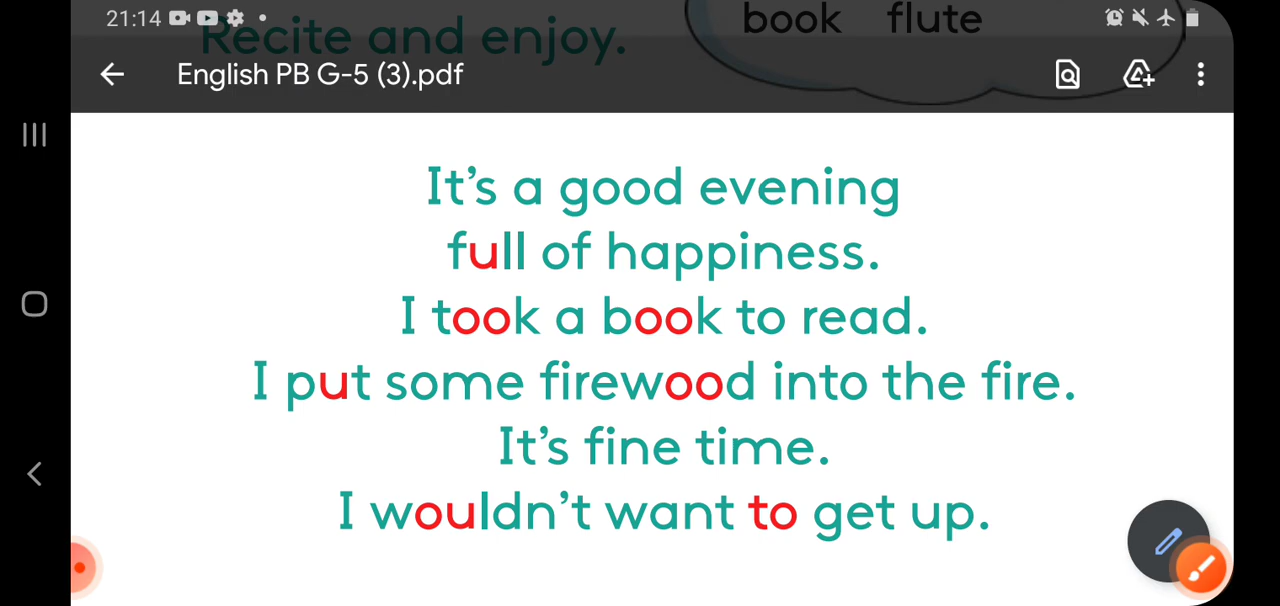 21:14
book flute
Recite and enjoy.
English PB G-5 (3).pdf
It's a good evening
full of happiness.
I took a book to read.
I put some firewood into the fire.
It's fine time.
I wouldn't want to get up.